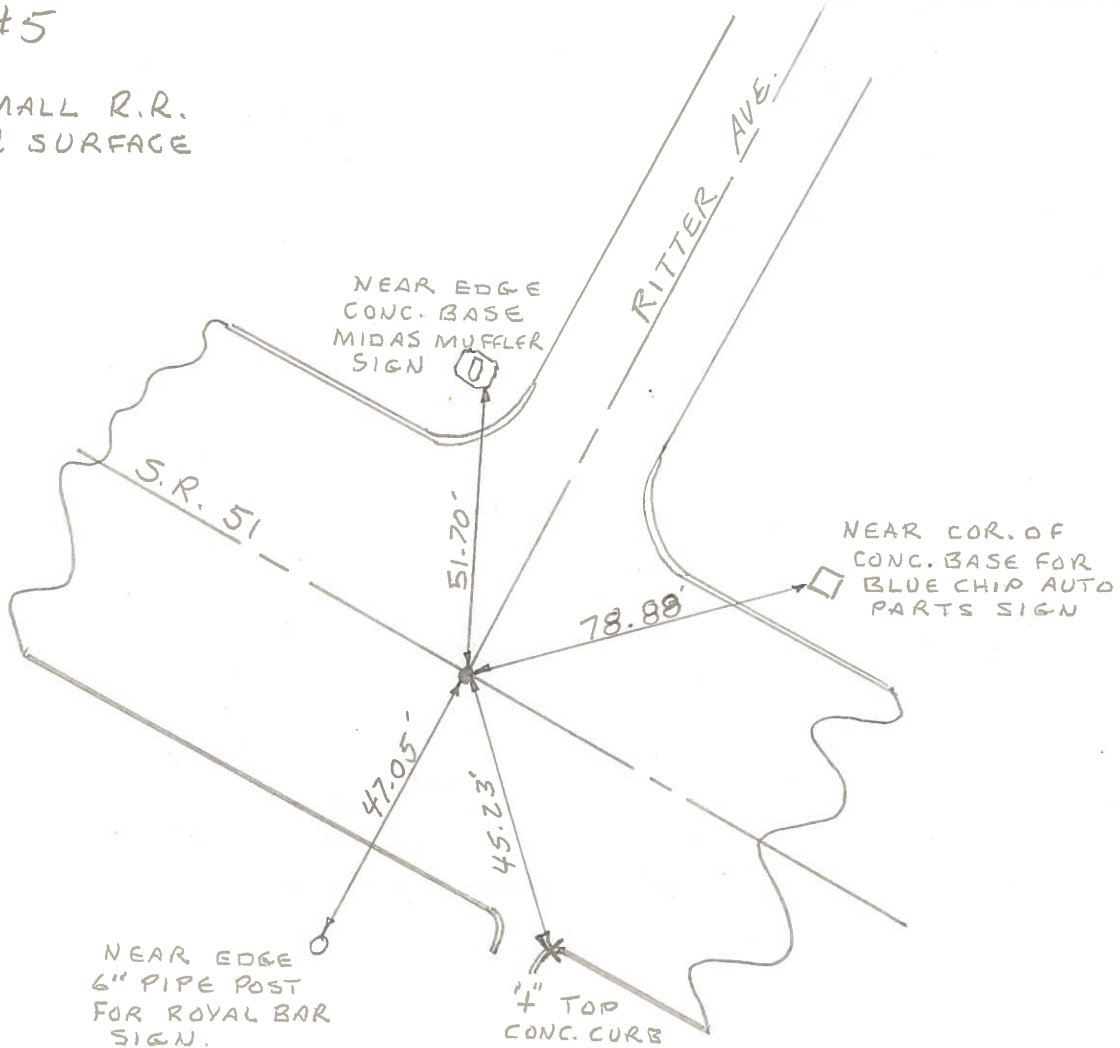 #5
SMALL R.R.
SURFACE
RITTER AVE.
NEAR EDGE
CONC. BASE
MIDAS MUFFLER
SIGN
S.R. 51
51.70'
NEAR COR. OF
CONC. BASE FOR
BLUE CHIP AUTO
PARTS SIGN
78.88'
47.05'
45.23'
NEAR EDGE
6" PIPE POST
FOR ROYAL BAR
SIGN.
"+" TOP
CONC. CURB